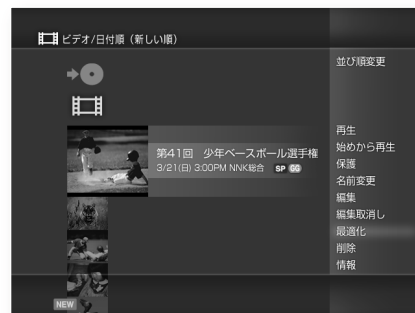 ビデオ/日付順（新しい順）
並び順変更
第41回 少年ベースボール選手権
3/21(日) 3:00PM NNK総合 SP GG
再生
始めから再生
保護
名前変更
編集
編集取消し
最適化
削除
情報
NEW